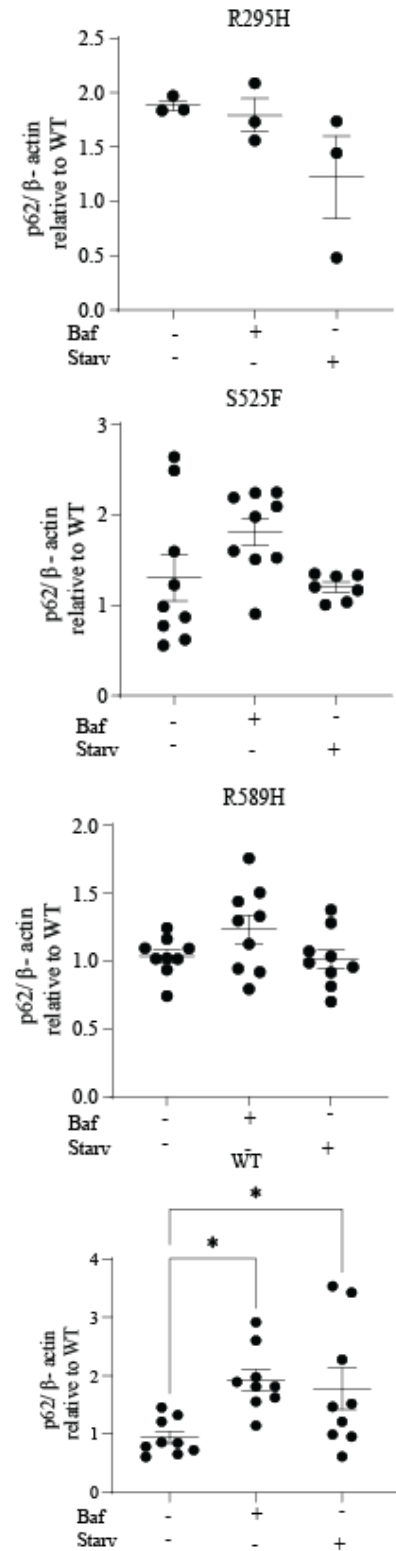 R295H
p62/ β- actin
relative to WT
2.5
2.0
1.5
1.0
0.5
0.0
Baf - + -
Starv - - +
S525F
p62/ β- actin
relative to WT
3
2
1
0
Baf - + -
Starv - - +
R589H
p62/ β- actin
relative to WT
2.0
1.5
1.0
0.5
0.0
Baf - + -
Starv - - +
WT
* 
*
p62/ β- actin
relative to WT
4
3
2
1
0
Baf - + -
Starv - - +